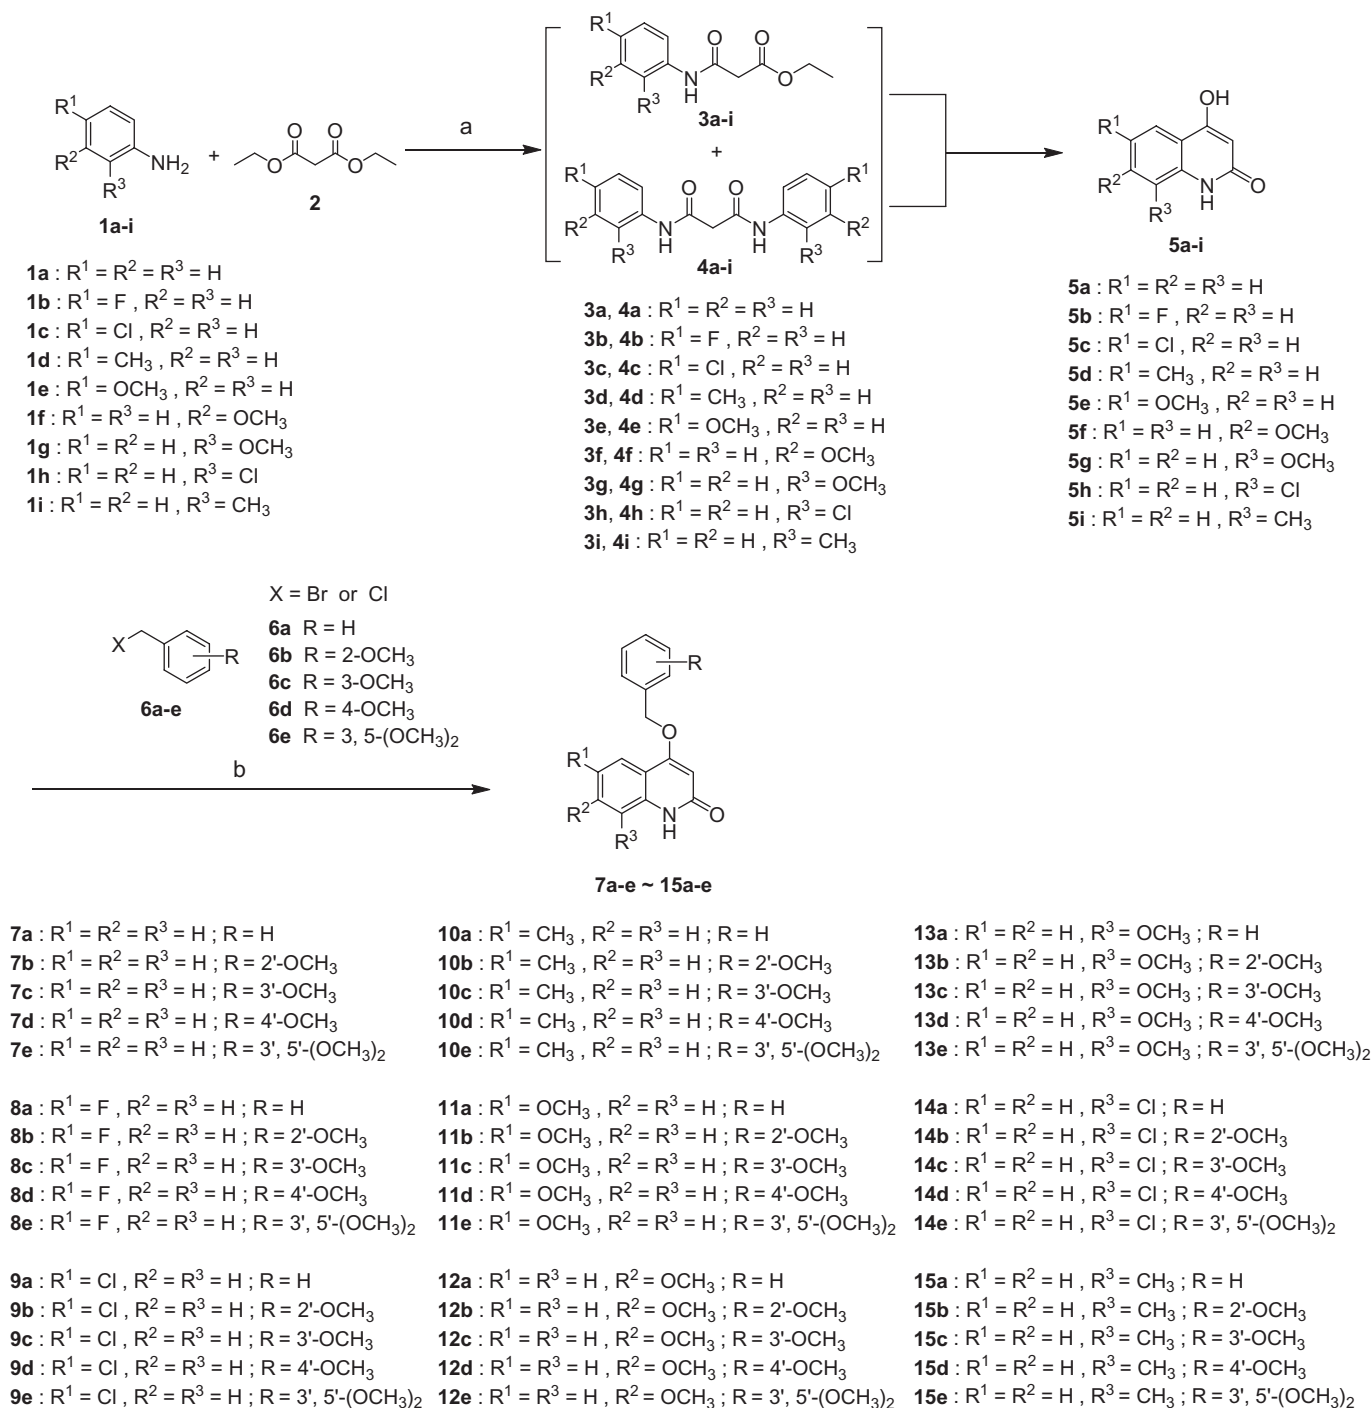 R¹ R² R³ NH₂
1a-i
+
O O O O
2
a
R¹ R² R³ N H O O O
3a-i
+
R¹ R² R³ N H O O N H R³ R² R¹
4a-i
OH R¹ R² R³ N H O
5a-i
1a : R¹ = R² = R³ = H
1b : R¹ = F , R² = R³ = H
1c : R¹ = Cl , R² = R³ = H
1d : R¹ = CH₃ , R² = R³ = H
1e : R¹ = OCH₃ , R² = R³ = H
1f : R¹ = R³ = H , R² = OCH₃
1g : R¹ = R² = H , R³ = OCH₃
1h : R¹ = R² = H , R³ = Cl
1i : R¹ = R² = H , R³ = CH₃
3a, 4a : R¹ = R² = R³ = H
3b, 4b : R¹ = F , R² = R³ = H
3c, 4c : R¹ = Cl , R² = R³ = H
3d, 4d : R¹ = CH₃ , R² = R³ = H
3e, 4e : R¹ = OCH₃ , R² = R³ = H
3f, 4f : R¹ = R³ = H , R² = OCH₃
3g, 4g : R¹ = R² = H , R³ = OCH₃
3h, 4h : R¹ = R² = H , R³ = Cl
3i, 4i : R¹ = R² = H , R³ = CH₃
5a : R¹ = R² = R³ = H
5b : R¹ = F , R² = R³ = H
5c : R¹ = Cl , R² = R³ = H
5d : R¹ = CH₃ , R² = R³ = H
5e : R¹ = OCH₃ , R² = R³ = H
5f : R¹ = R³ = H , R² = OCH₃
5g : R¹ = R² = H , R³ = OCH₃
5h : R¹ = R² = H , R³ = Cl
5i : R¹ = R² = H , R³ = CH₃
X R
6a-e
X = Br or Cl
6a R = H
6b R = 2-OCH₃
6c R = 3-OCH₃
6d R = 4-OCH₃
6e R = 3, 5-(OCH₃)₂
b
R O R¹ R² R³ N H O
7a-e ~ 15a-e
7a : R¹ = R² = R³ = H ; R = H
7b : R¹ = R² = R³ = H ; R = 2'-OCH₃
7c : R¹ = R² = R³ = H ; R = 3'-OCH₃
7d : R¹ = R² = R³ = H ; R = 4'-OCH₃
7e : R¹ = R² = R³ = H ; R = 3', 5'-(OCH₃)₂
8a : R¹ = F , R² = R³ = H ; R = H
8b : R¹ = F , R² = R³ = H ; R = 2'-OCH₃
8c : R¹ = F , R² = R³ = H ; R = 3'-OCH₃
8d : R¹ = F , R² = R³ = H ; R = 4'-OCH₃
8e : R¹ = F , R² = R³ = H ; R = 3', 5'-(OCH₃)₂
9a : R¹ = Cl , R² = R³ = H ; R = H
9b : R¹ = Cl , R² = R³ = H ; R = 2'-OCH₃
9c : R¹ = Cl , R² = R³ = H ; R = 3'-OCH₃
9d : R¹ = Cl , R² = R³ = H ; R = 4'-OCH₃
9e : R¹ = Cl , R² = R³ = H ; R = 3', 5'-(OCH₃)₂
10a : R¹ = CH₃ , R² = R³ = H ; R = H
10b : R¹ = CH₃ , R² = R³ = H ; R = 2'-OCH₃
10c : R¹ = CH₃ , R² = R³ = H ; R = 3'-OCH₃
10d : R¹ = CH₃ , R² = R³ = H ; R = 4'-OCH₃
10e : R¹ = CH₃ , R² = R³ = H ; R = 3', 5'-(OCH₃)₂
11a : R¹ = OCH₃ , R² = R³ = H ; R = H
11b : R¹ = OCH₃ , R² = R³ = H ; R = 2'-OCH₃
11c : R¹ = OCH₃ , R² = R³ = H ; R = 3'-OCH₃
11d : R¹ = OCH₃ , R² = R³ = H ; R = 4'-OCH₃
11e : R¹ = OCH₃ , R² = R³ = H ; R = 3', 5'-(OCH₃)₂
12a : R¹ = R³ = H , R² = OCH₃ ; R = H
12b : R¹ = R³ = H , R² = OCH₃ ; R = 2'-OCH₃
12c : R¹ = R³ = H , R² = OCH₃ ; R = 3'-OCH₃
12d : R¹ = R³ = H , R² = OCH₃ ; R = 4'-OCH₃
12e : R¹ = R³ = H , R² = OCH₃ ; R = 3', 5'-(OCH₃)₂
13a : R¹ = R² = H , R³ = OCH₃ ; R = H
13b : R¹ = R² = H , R³ = OCH₃ ; R = 2'-OCH₃
13c : R¹ = R² = H , R³ = OCH₃ ; R = 3'-OCH₃
13d : R¹ = R² = H , R³ = OCH₃ ; R = 4'-OCH₃
13e : R¹ = R² = H , R³ = OCH₃ ; R = 3', 5'-(OCH₃)₂
14a : R¹ = R² = H , R³ = Cl ; R = H
14b : R¹ = R² = H , R³ = Cl ; R = 2'-OCH₃
14c : R¹ = R² = H , R³ = Cl ; R = 3'-OCH₃
14d : R¹ = R² = H , R³ = Cl ; R = 4'-OCH₃
14e : R¹ = R² = H , R³ = Cl ; R = 3', 5'-(OCH₃)₂
15a : R¹ = R² = H , R³ = CH₃ ; R = H
15b : R¹ = R² = H , R³ = CH₃ ; R = 2'-OCH₃
15c : R¹ = R² = H , R³ = CH₃ ; R = 3'-OCH₃
15d : R¹ = R² = H , R³ = CH₃ ; R = 4'-OCH₃
15e : R¹ = R² = H , R³ = CH₃ ; R = 3', 5'-(OCH₃)₂